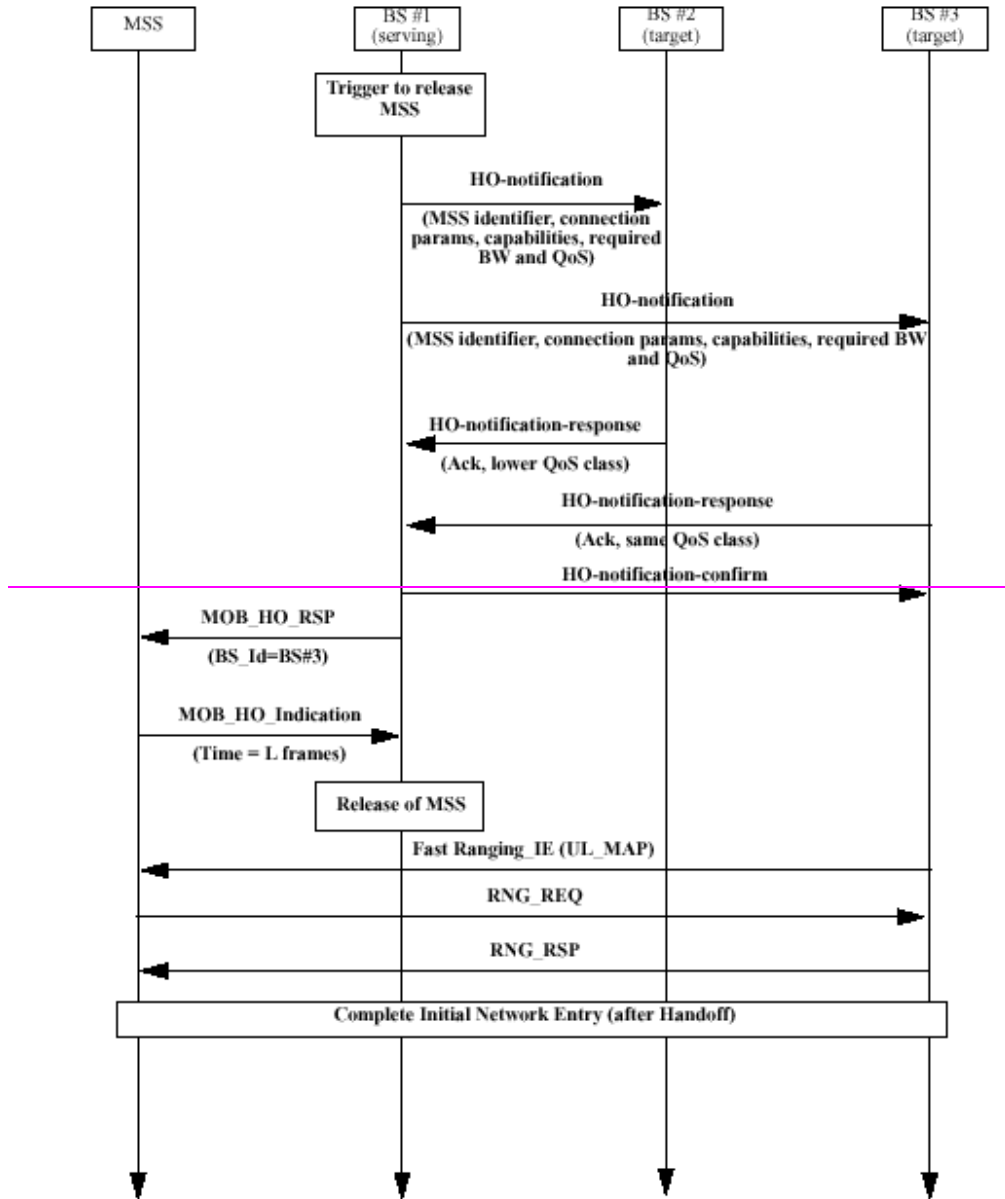 MSS
BS #1
(serving)
BS #2
(target)
BS #3
(target)
Trigger to release
MSS
HO-notification
(MSS identifier, connection
params, capabilities, required
BW and QoS)
HO-notification
(MSS identifier, connection params, capabilities, required BW
and QoS)
HO-notification-response
(Ack, lower QoS class)
HO-notification-response
(Ack, same QoS class)
HO-notification-confirm
MOB_HO_RSP
(BS_Id=BS#3)
MOB_HO_Indication
(Time = L frames)
Release of MSS
Fast Ranging_IE (UL_MAP)
RNG_REQ
RNG_RSP
Complete Initial Network Entry (after Handoff)